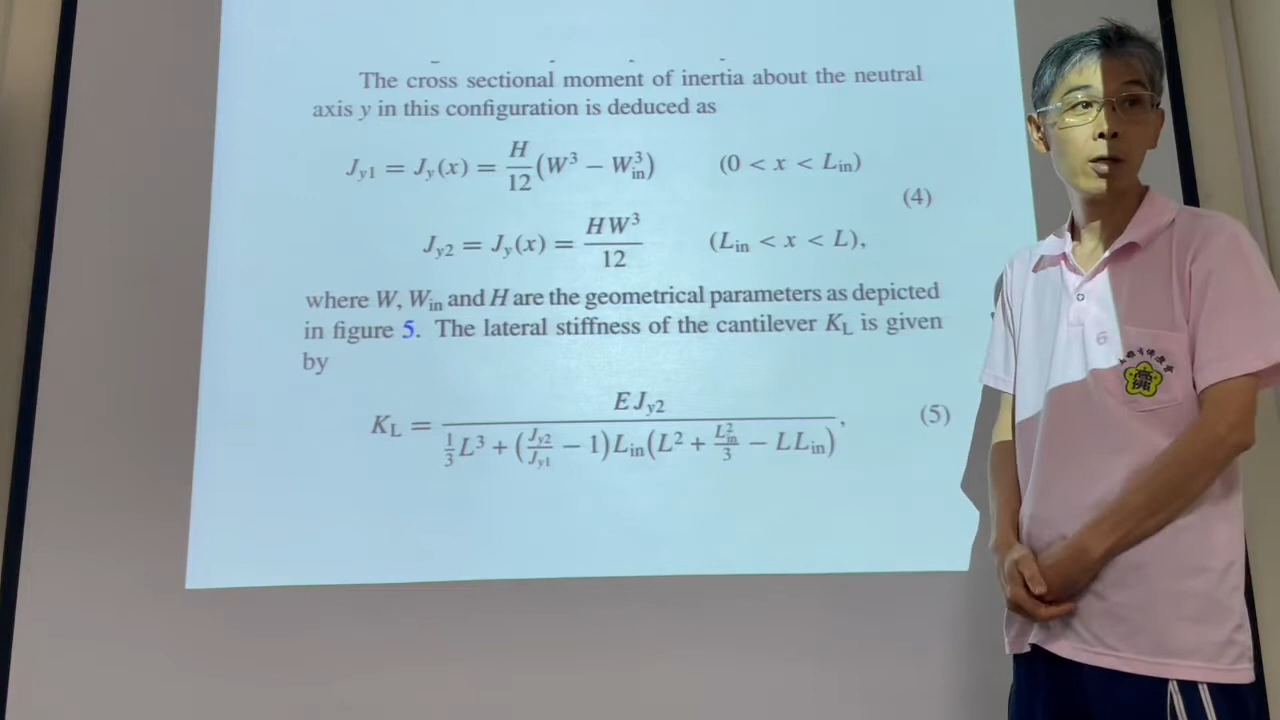 The cross sectional moment of inertia about the neutral
axis y in this configuration is deduced as
J_{y1} = J_y(x) = \frac{H}{12}(W^3 − W_{in}^3) (0 < x < L_{in})
(4)
J_{y2} = J_y(x) = \frac{HW^3}{12} (L_{in} < x < L),
where W, W_{in} and H are the geometrical parameters as depicted
in figure 5. The lateral stiffness of the cantilever K_L is given
by
K_L = \frac{EJ_{y2}}{\frac{1}{3}L^3 + (\frac{J_{y2}}{J_{y1}} − 1)L_{in}(L^2 + \frac{L_{in}^2}{3} − LL_{in})}, (5)